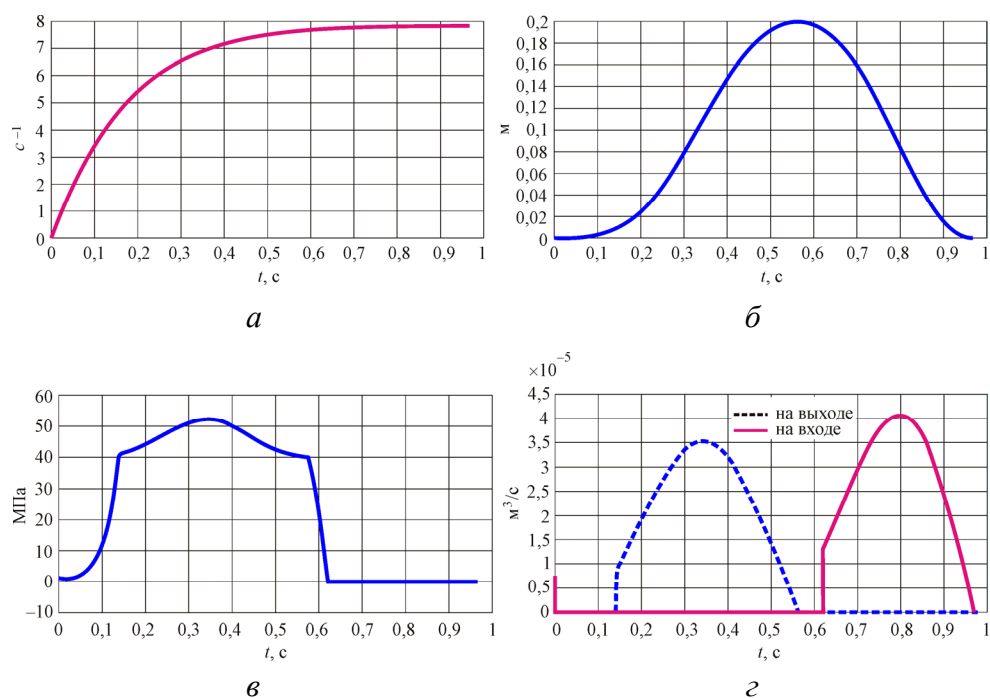 8
7
6
5
4
3
2
1
0
c⁻¹
0 0,1 0,2 0,3 0,4 0,5 0,6 0,7 0,8 0,9 1
t, с
а
0,2
0,18
0,16
0,14
0,12
0,1
0,08
0,06
0,04
0,02
0
м
0 0,1 0,2 0,3 0,4 0,5 0,6 0,7 0,8 0,9 1
t, с
б
60
50
40
30
20
10
0
–10
МПа
0 0,1 0,2 0,3 0,4 0,5 0,6 0,7 0,8 0,9 1
t, с
в
×10⁻⁵
4,5
4
3,5
3
2,5
2
1,5
1
0,5
0
м³/с
на выходе
на входе
0 0,1 0,2 0,3 0,4 0,5 0,6 0,7 0,8 0,9 1
t, с
г